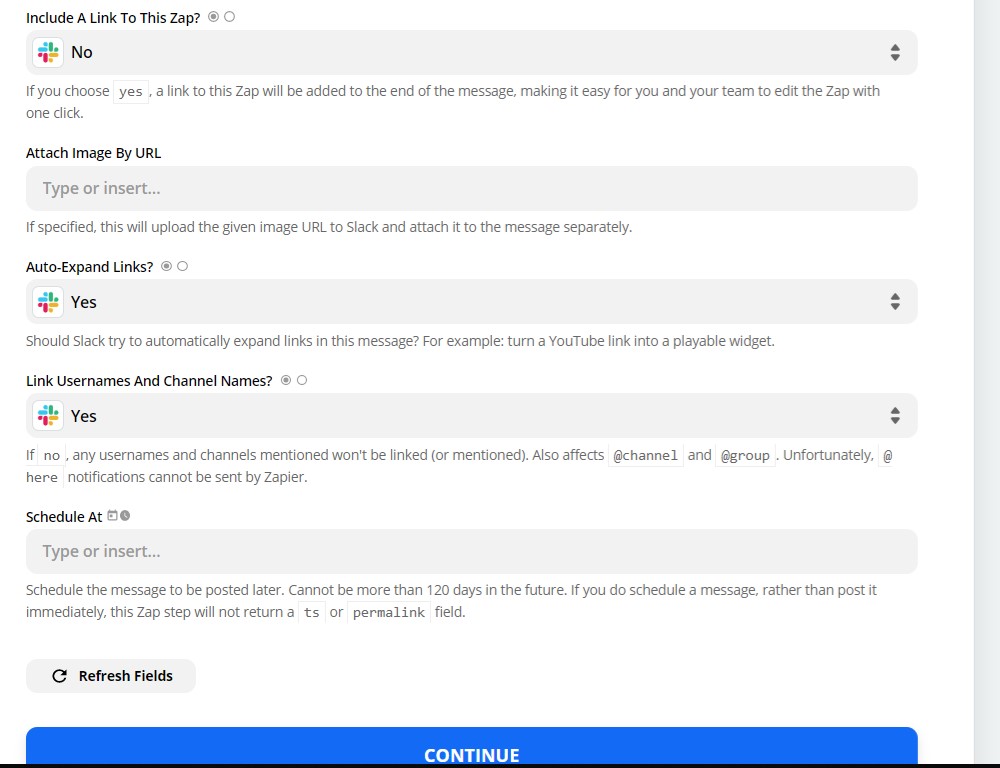 Include A Link To This Zap?
No
If you choose yes, a link to this Zap will be added to the end of the message, making it easy for you and your team to edit the Zap with
one click.
Attach Image By URL
Type or insert...
If specified, this will upload the given image URL to Slack and attach it to the message separately.
Auto-Expand Links?
Yes
Should Slack try to automatically expand links in this message? For example: turn a YouTube link into a playable widget.
Link Usernames And Channel Names?
Yes
If no, any usernames and channels mentioned won't be linked (or mentioned). Also affects @channel and @group. Unfortunately, @
here notifications cannot be sent by Zapier.
Schedule At
Type or insert...
Schedule the message to be posted later. Cannot be more than 120 days in the future. If you do schedule a message, rather than post it
immediately, this Zap step will not return a ts or permalink field.
Refresh Fields
CONTINUE